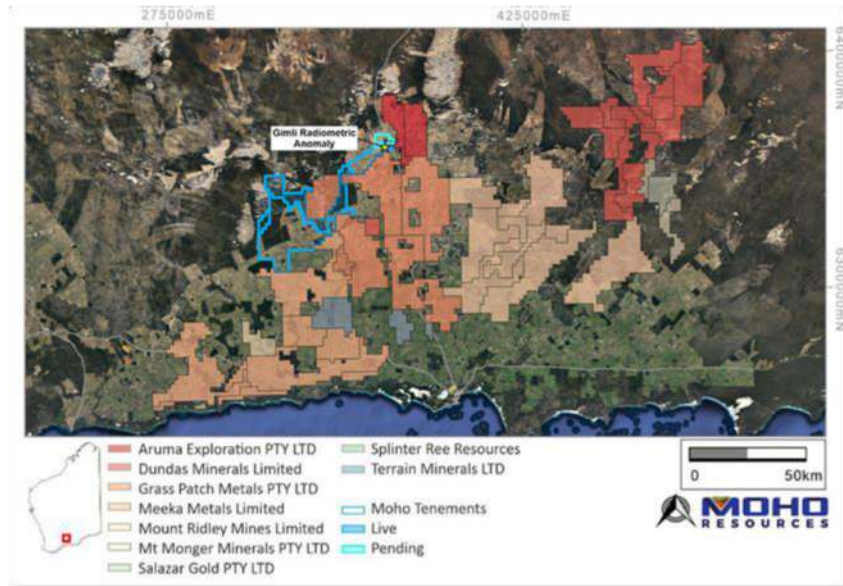 275000mE
425000mE
6400000mN
Gimli Radiometric
Anomaly
6300000mN
Aruma Exploration PTY LTD
Dundas Minerals Limited
Grass Patch Metals PTY LTD
Meeka Metals Limited
Mount Ridley Mines Limited
Mt Monger Minerals PTY LTD
Salazar Gold PTY LTD
Splinter Ree Resources
Terrain Minerals LTD
Moho Tenements
Live
Pending
0 50km
MOHO
RESOURCES